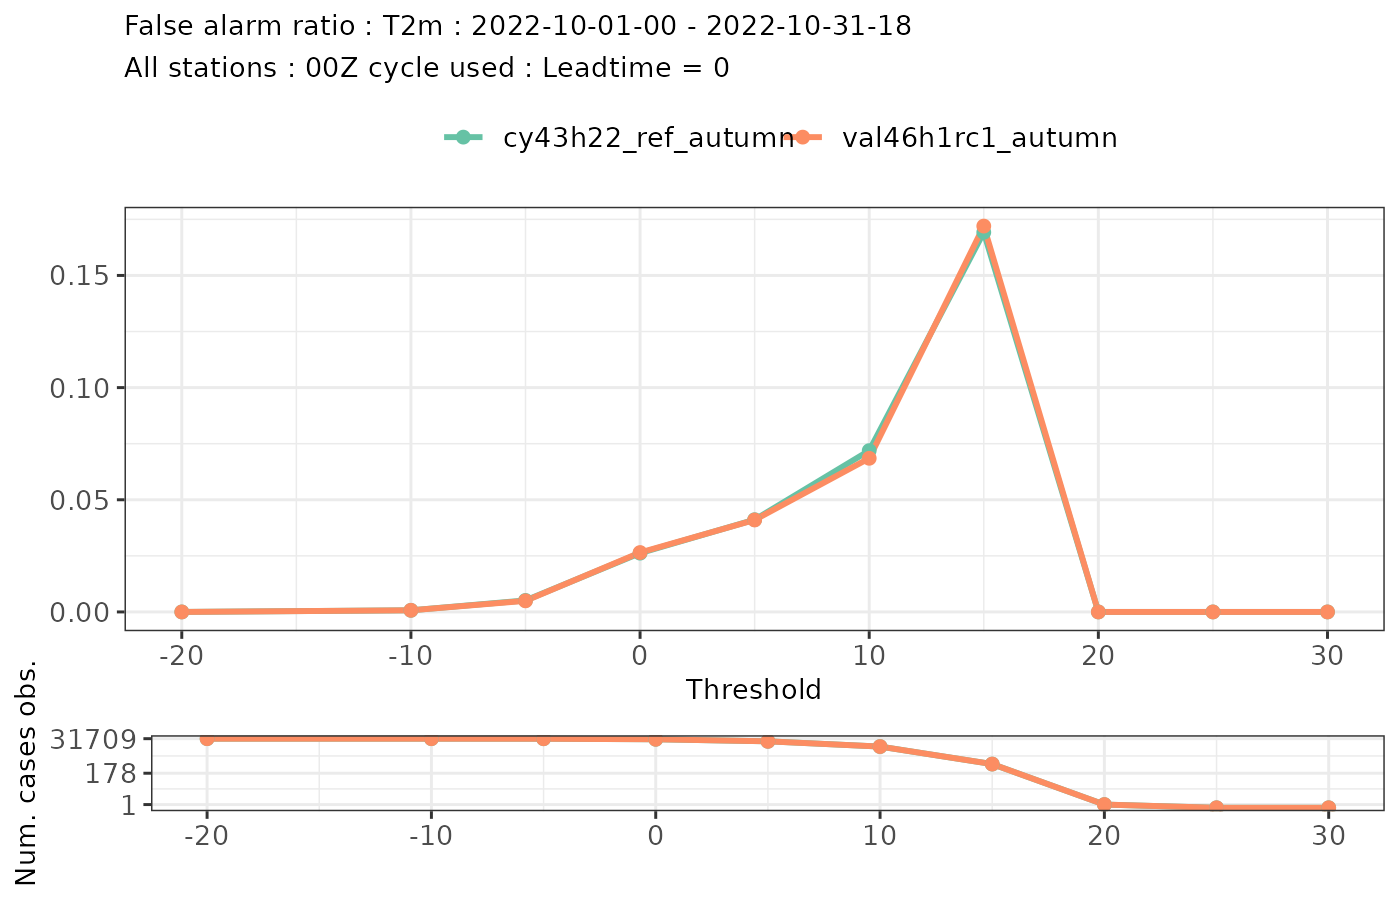 False alarm ratio : T2m : 2022-10-01-00 - 2022-10-31-18
All stations : 00Z cycle used : Leadtime = 0
cy43h22_ref_autumn val46h1rc1_autumn
0.15
0.10
0.05
0.00
-20 -10 0 10 20 30
Threshold
Num. cases obs.
31709
178
1
-20 -10 0 10 20 30